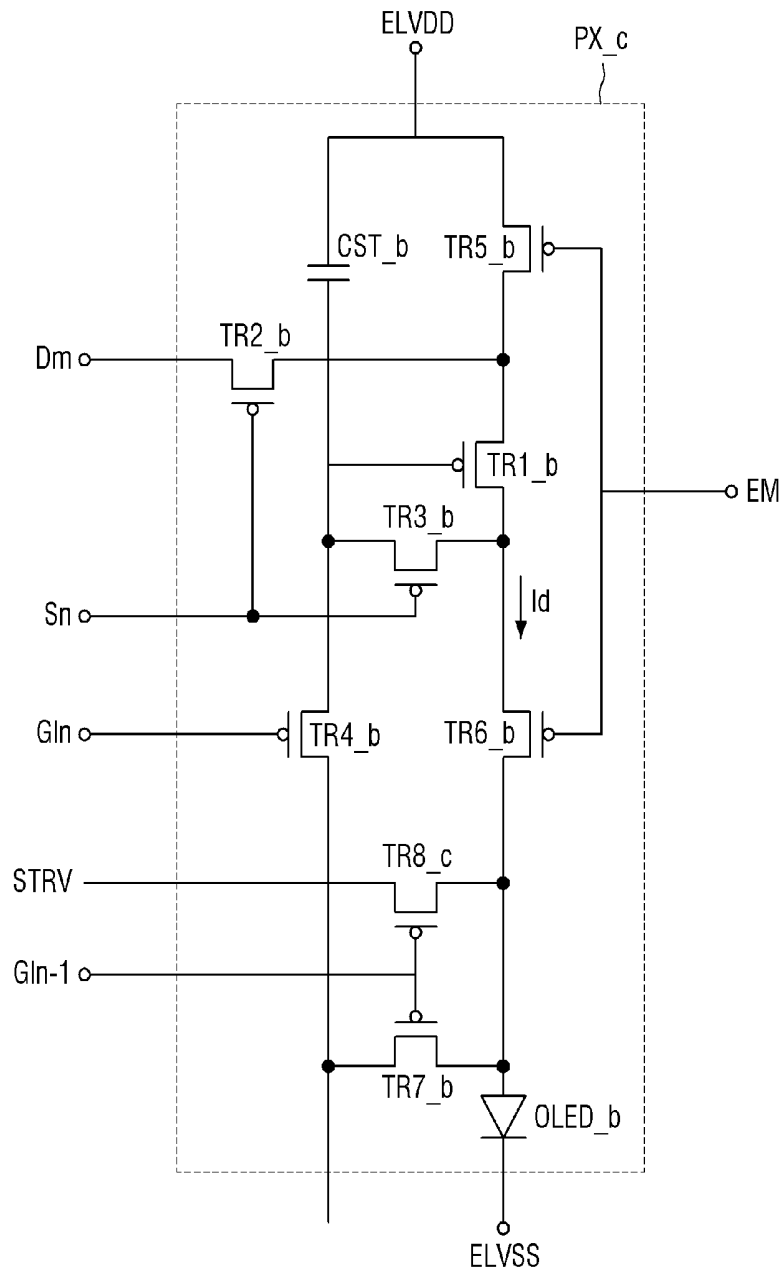 ELVDD
PX_c
CST_b
TR5_b
TR2_b
Dm
TR1_b
EM
TR3_b
Sn
Id
GIn
TR4_b
TR6_b
TR8_c
STRV
GIn-1
TR7_b
OLED_b
ELVSS